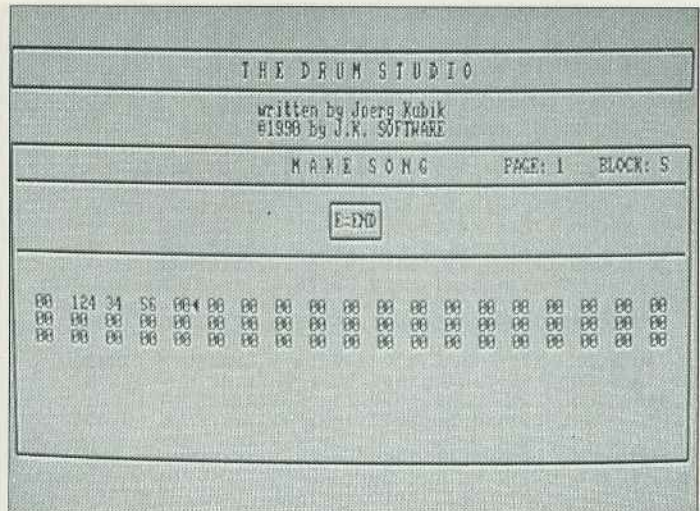 THE DRUM STUDIO
written by Joerg Kubik
©1990 by J.K. SOFTWARE
MAKE SONG PAGE: 1 BLOCK: 5
E=END
00 124 34 56 00 00 00 00 00 00 00 00 00 00 00 00 00 00 00
00 00 00 00 00 00 00 00 00 00 00 00 00 00 00 00 00 00 00
00 00 00 00 00 00 00 00 00 00 00 00 00 00 00 00 00 00 00